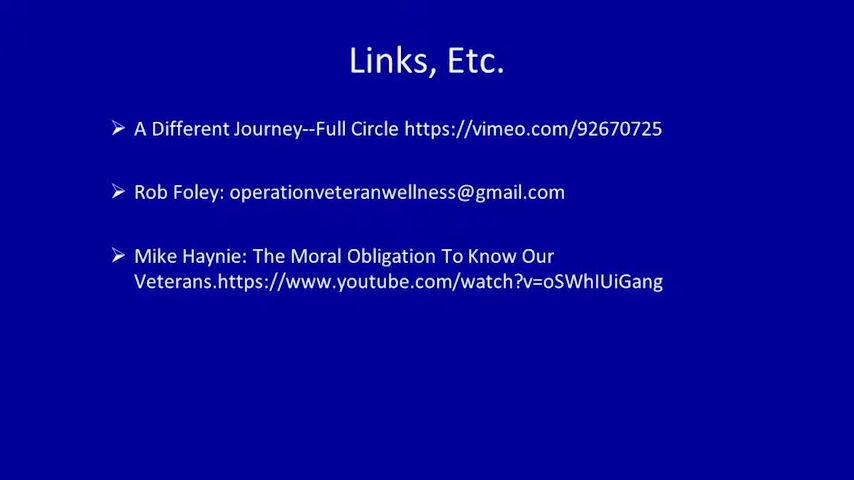 Links, Etc.
➢ A Different Journey--Full Circle https://vimeo.com/92670725
➢ Rob Foley: operationveteranwellness@gmail.com
➢ Mike Haynie: The Moral Obligation To Know Our
Veterans.https://www.youtube.com/watch?v=oSWhIUiGang